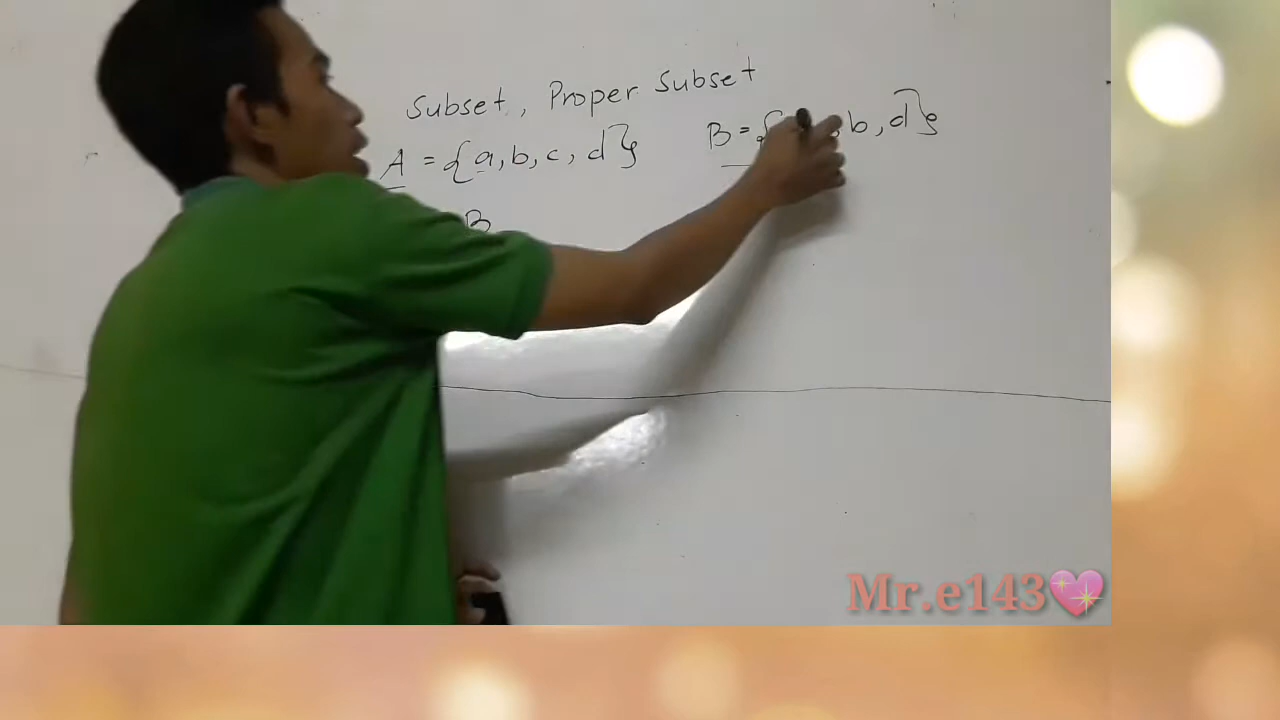 Subset, Proper Subset
A = {a, b, c, d}
B = { b, d}
B
Mr.e143💖